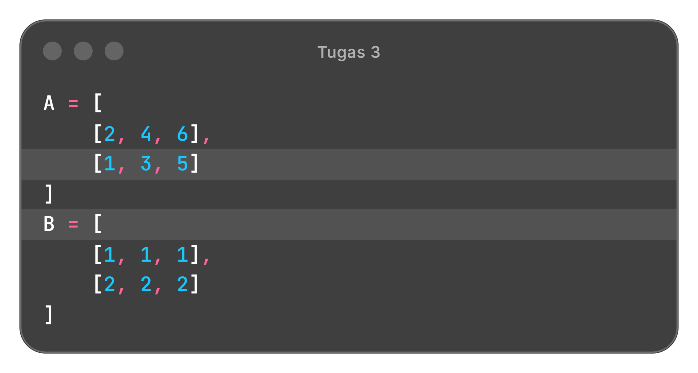 Tugas 3
A = [
    [2, 4, 6],
    [1, 3, 5]
]
B = [
    [1, 1, 1],
    [2, 2, 2]
]